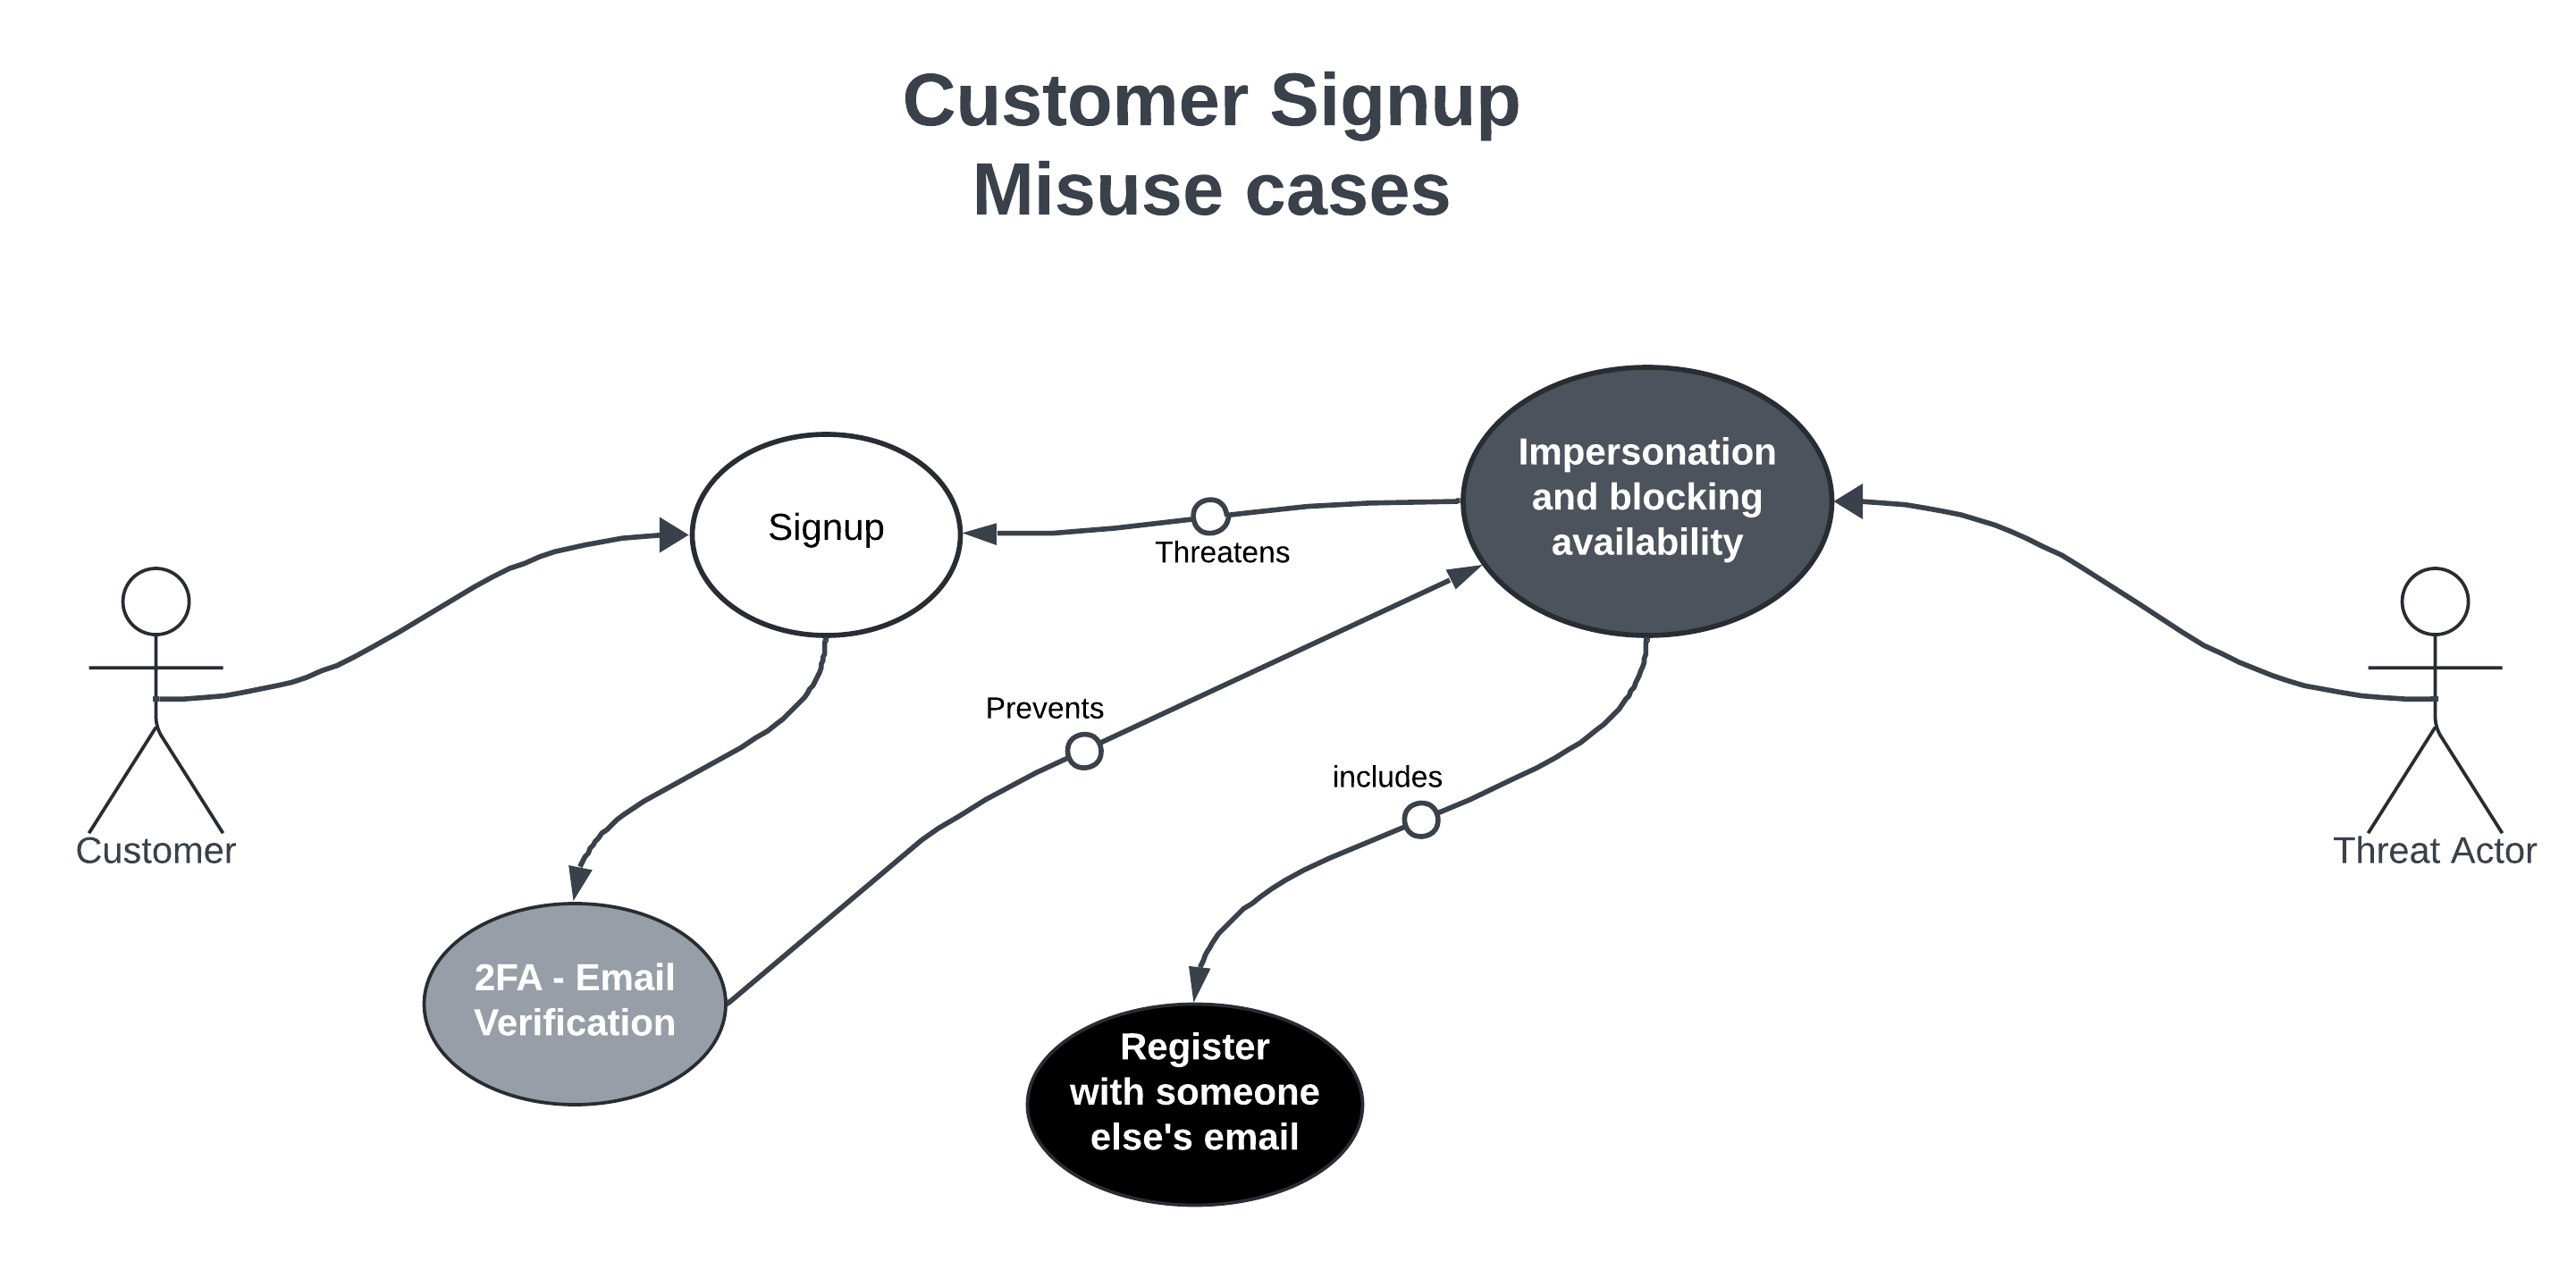 Customer Signup
Misuse cases
Signup
Threatens
Impersonation
and blocking
availability
Prevents
includes
Customer
Threat Actor
2FA - Email
Verification
Register
with someone
else's email